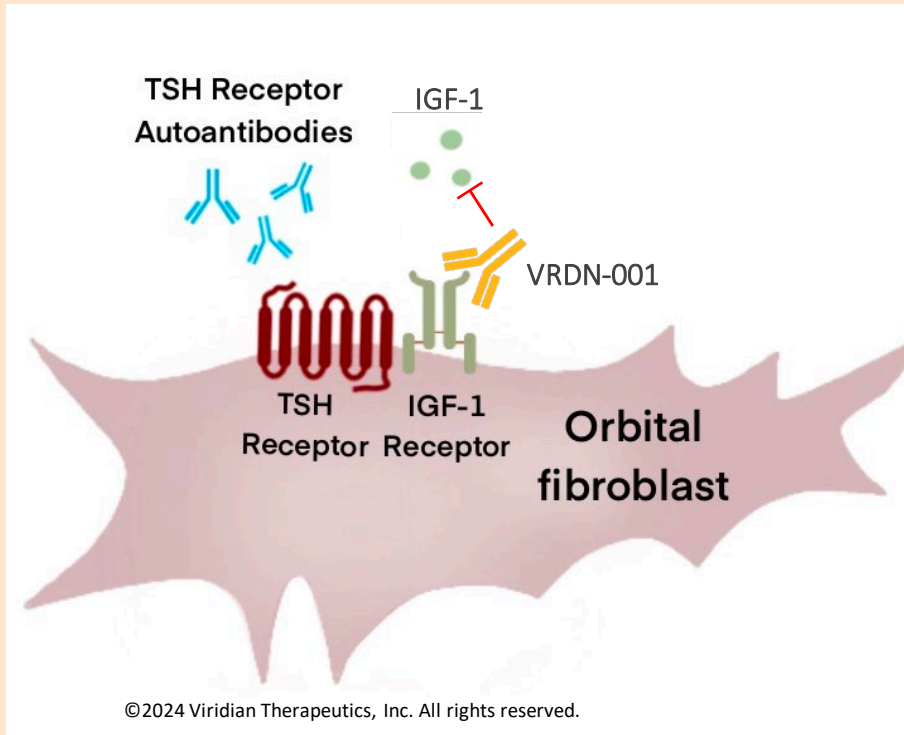 TSH Receptor
Autoantibodies
IGF-1
VRDN-001
TSH
Receptor
IGF-1
Receptor
Orbital
fibroblast
©2024 Viridian Therapeutics, Inc. All rights reserved.